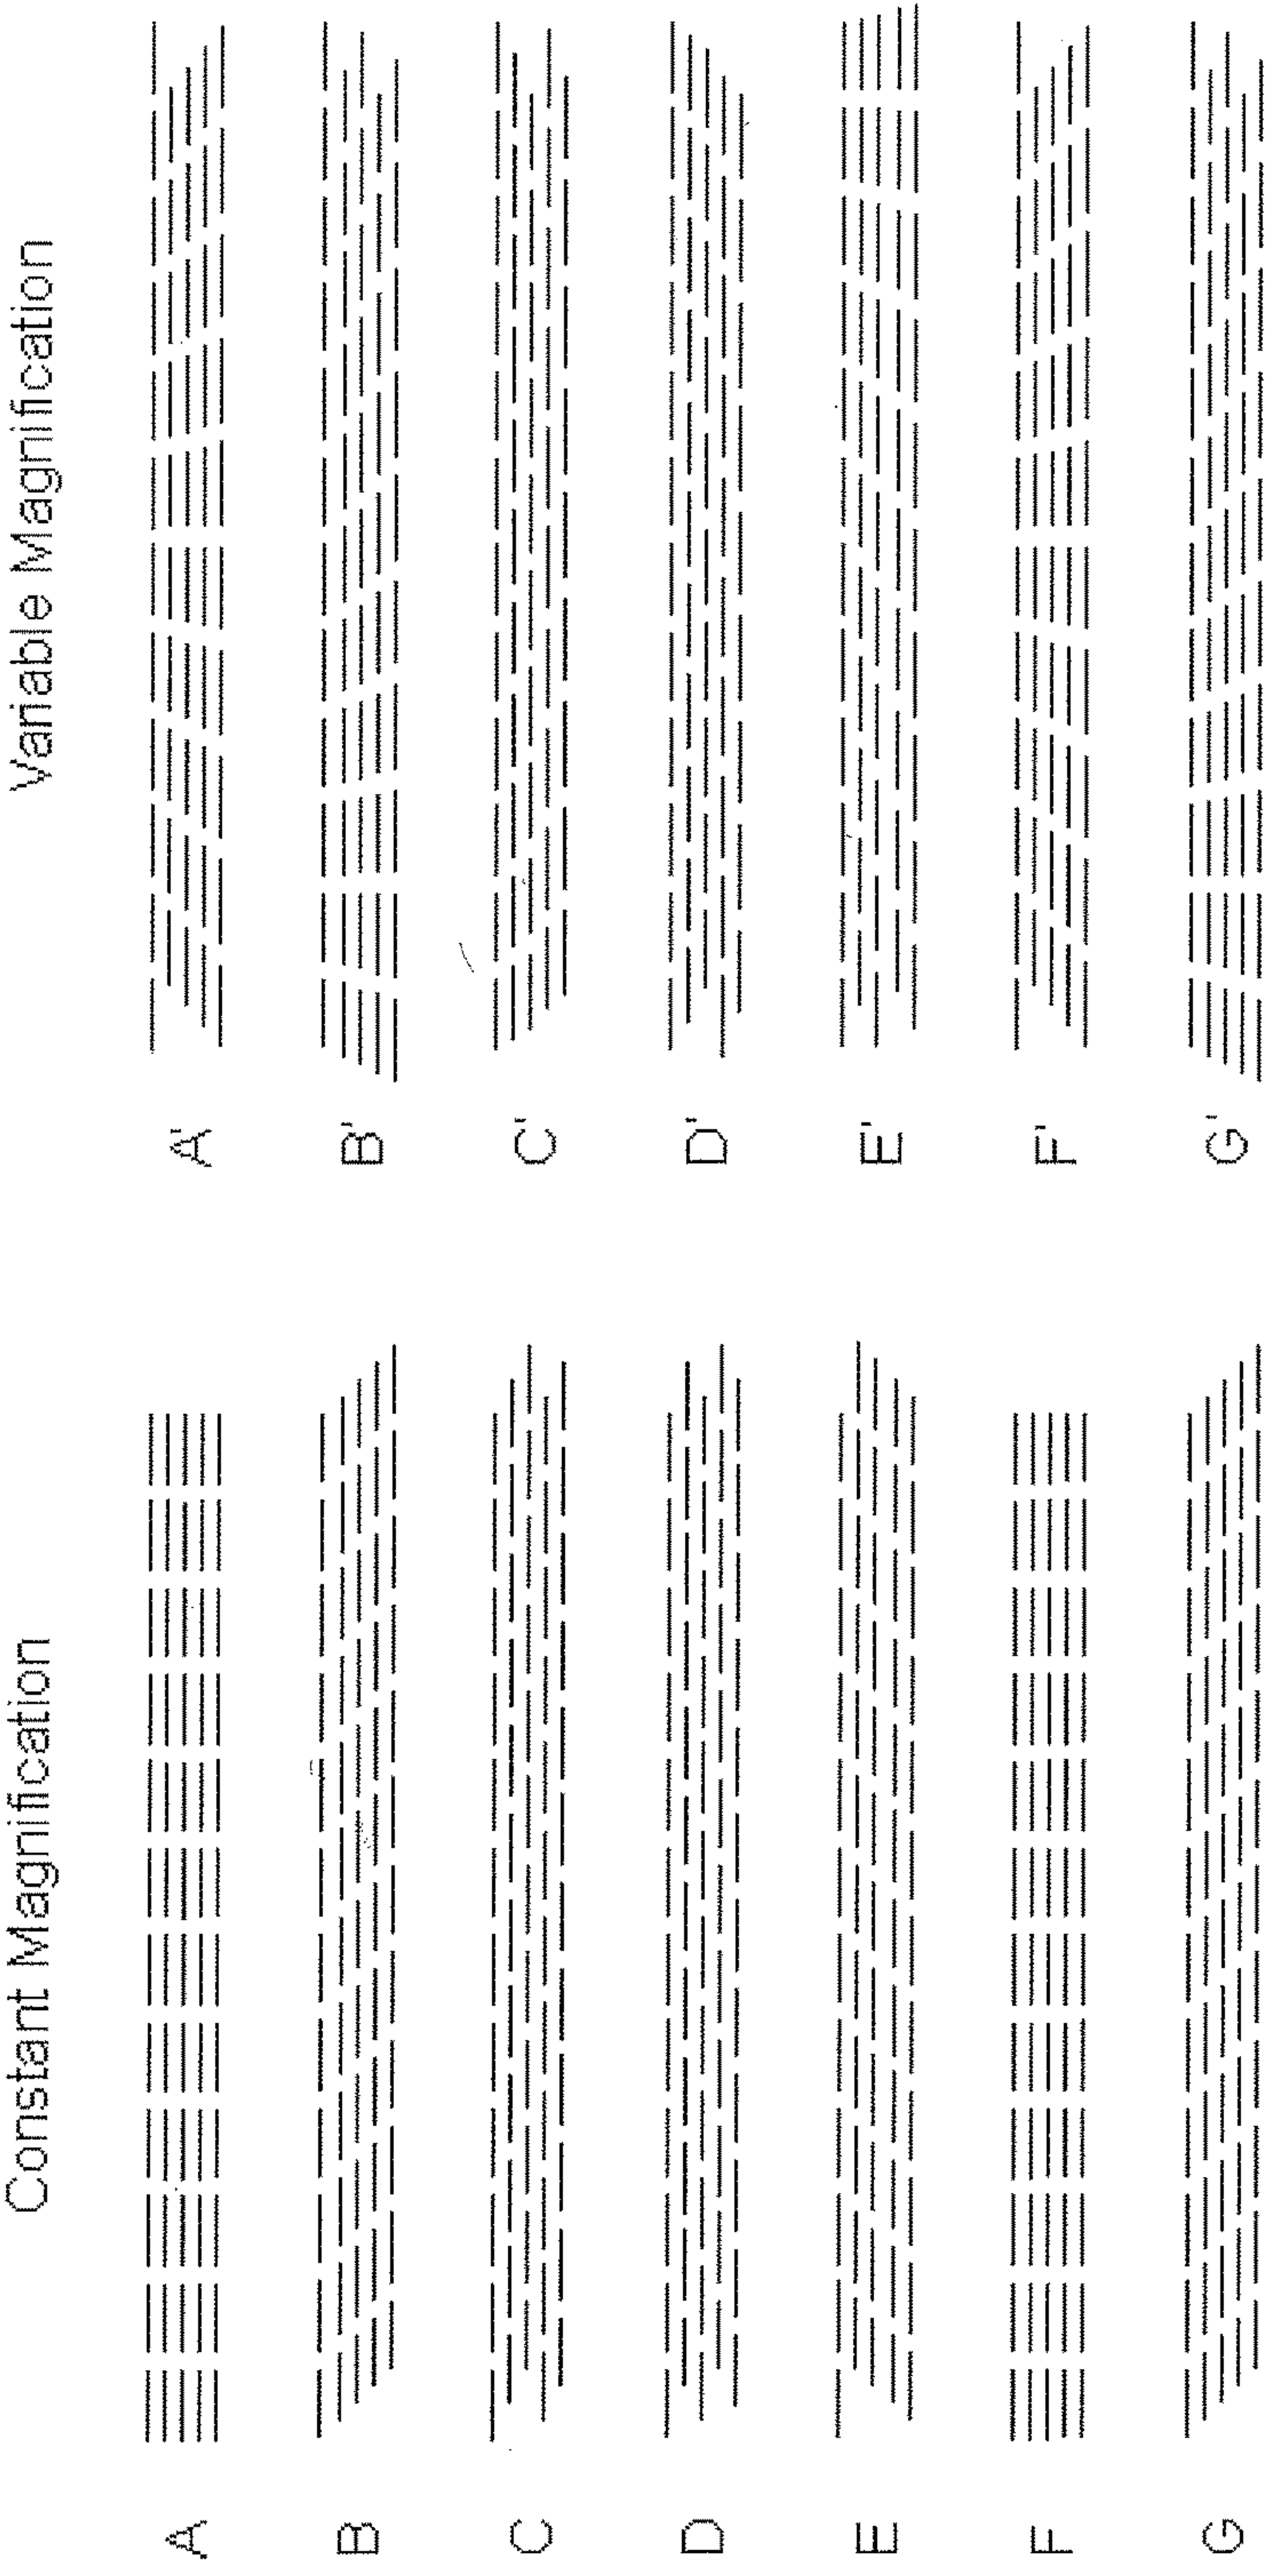 Constant Magnification
Variable Magnification
A
A'
B
B'
C
C'
D
D'
E
E'
F
F'
G
G'